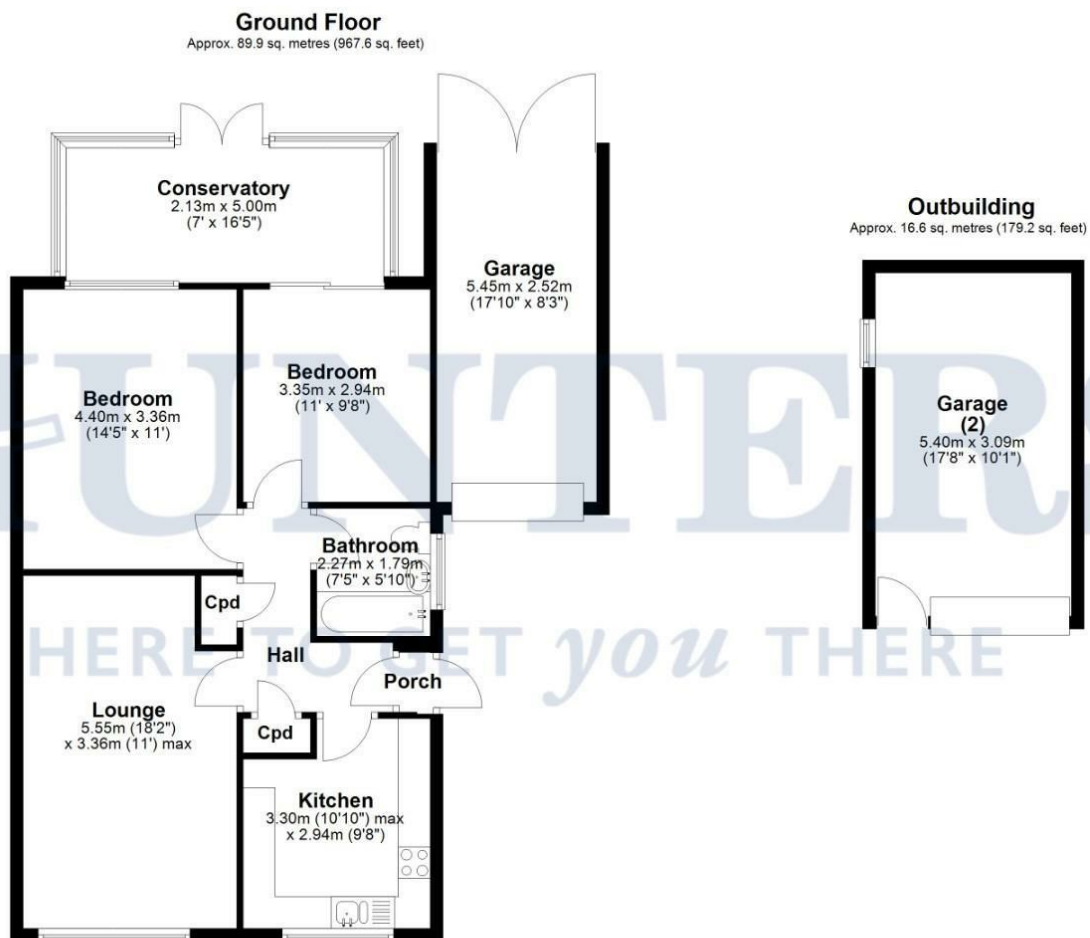 Ground Floor
Approx. 89.9 sq. metres (967.6 sq. feet)
Conservatory
2.13m x 5.00m
(7' x 16'5")
Garage
5.45m x 2.52m
(17'10" x 8'3")
Outbuilding
Approx. 16.6 sq. metres (179.2 sq. feet)
Bedroom
4.40m x 3.36m
(14'5" x 11')
Bedroom
3.35m x 2.94m
(11' x 9'8")
Garage
(2)
5.40m x 3.09m
(17'8" x 10'1")
HUNTERS
Bathroom
2.27m x 1.79m
(7'5" x 5'10")
Cpd
Hall
HERE TO GET you THERE
Porch
Lounge
5.55m (18'2")
x 3.36m (11') max
Cpd
Kitchen
3.30m (10'10") max
x 2.94m (9'8")